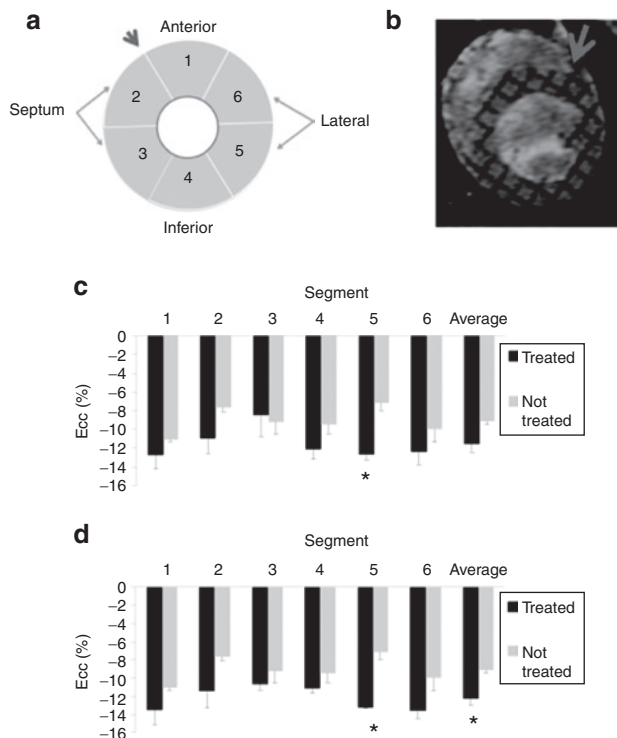 a
Anterior
1
2
6
Septum
Lateral
3
5
4
Inferior
b
c
Segment
1 2 3 4 5 6 Average
0
−2
−4
−6
−8
−10
−12
−14
−16
Ecc (%)
Treated
Not
treated
*
d
Segment
1 2 3 4 5 6 Average
0
−2
−4
−6
−8
−10
−12
−14
−16
Ecc (%)
Treated
Not
treated
* *